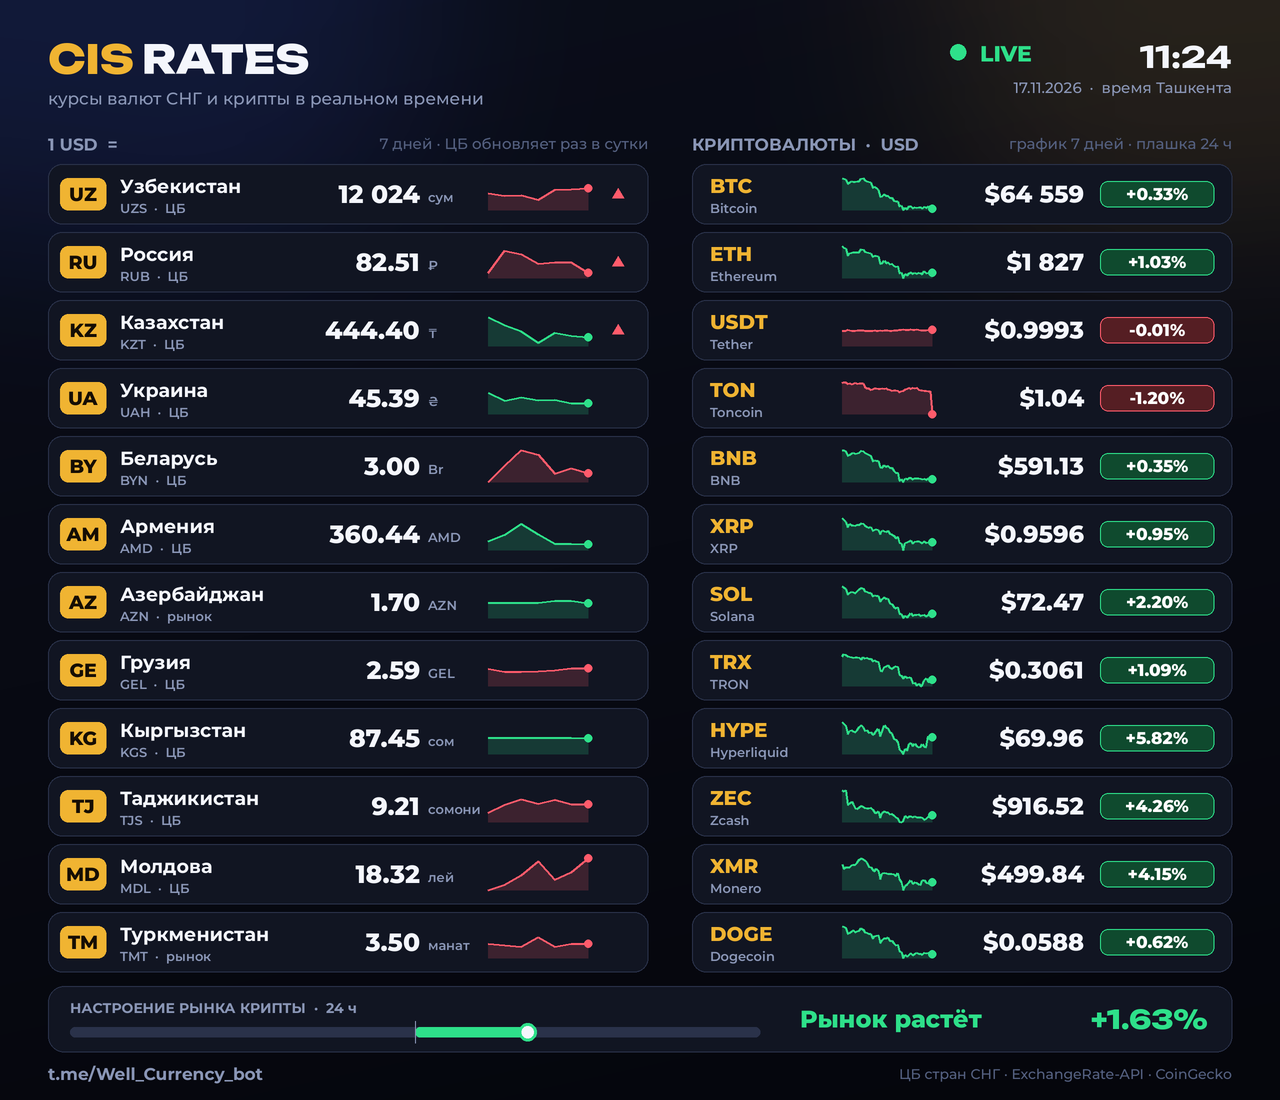 CIS RATES
курсы валют СНГ и крипты в реальном времени
LIVE
11:24
17.11.2026 · время Ташкента
1 USD =
7 дней · ЦБ обновляет раз в сутки
UZ Узбекистан 12 024 сум
UZS · ЦБ
RU Россия 82.51 ₽
RUB · ЦБ
KZ Казахстан 444.40 ₸
KZT · ЦБ
UA Украина 45.39 ₴
UAH · ЦБ
BY Беларусь 3.00 Br
BYN · ЦБ
AM Армения 360.44 AMD
AMD · ЦБ
AZ Азербайджан 1.70 AZN
AZN · рынок
GE Грузия 2.59 GEL
GEL · ЦБ
KG Кыргызстан 87.45 сом
KGS · ЦБ
TJ Таджикистан 9.21 сомони
TJS · ЦБ
MD Молдова 18.32 лей
MDL · ЦБ
TM Туркменистан 3.50 манат
TMT · рынок
КРИПТОВАЛЮТЫ · USD
график 7 дней · плашка 24 ч
BTC $64 559 +0.33%
Bitcoin
ETH $1 827 +1.03%
Ethereum
USDT $0.9993 -0.01%
Tether
TON $1.04 -1.20%
Toncoin
BNB $591.13 +0.35%
BNB
XRP $0.9596 +0.95%
XRP
SOL $72.47 +2.20%
Solana
TRX $0.3061 +1.09%
TRON
HYPE $69.96 +5.82%
Hyperliquid
ZEC $916.52 +4.26%
Zcash
XMR $499.84 +4.15%
Monero
DOGE $0.0588 +0.62%
Dogecoin
НАСТРОЕНИЕ РЫНКА КРИПТЫ · 24 ч
Рынок растёт +1.63%
t.me/Well_Currency_bot
ЦБ стран СНГ · ExchangeRate-API · CoinGecko